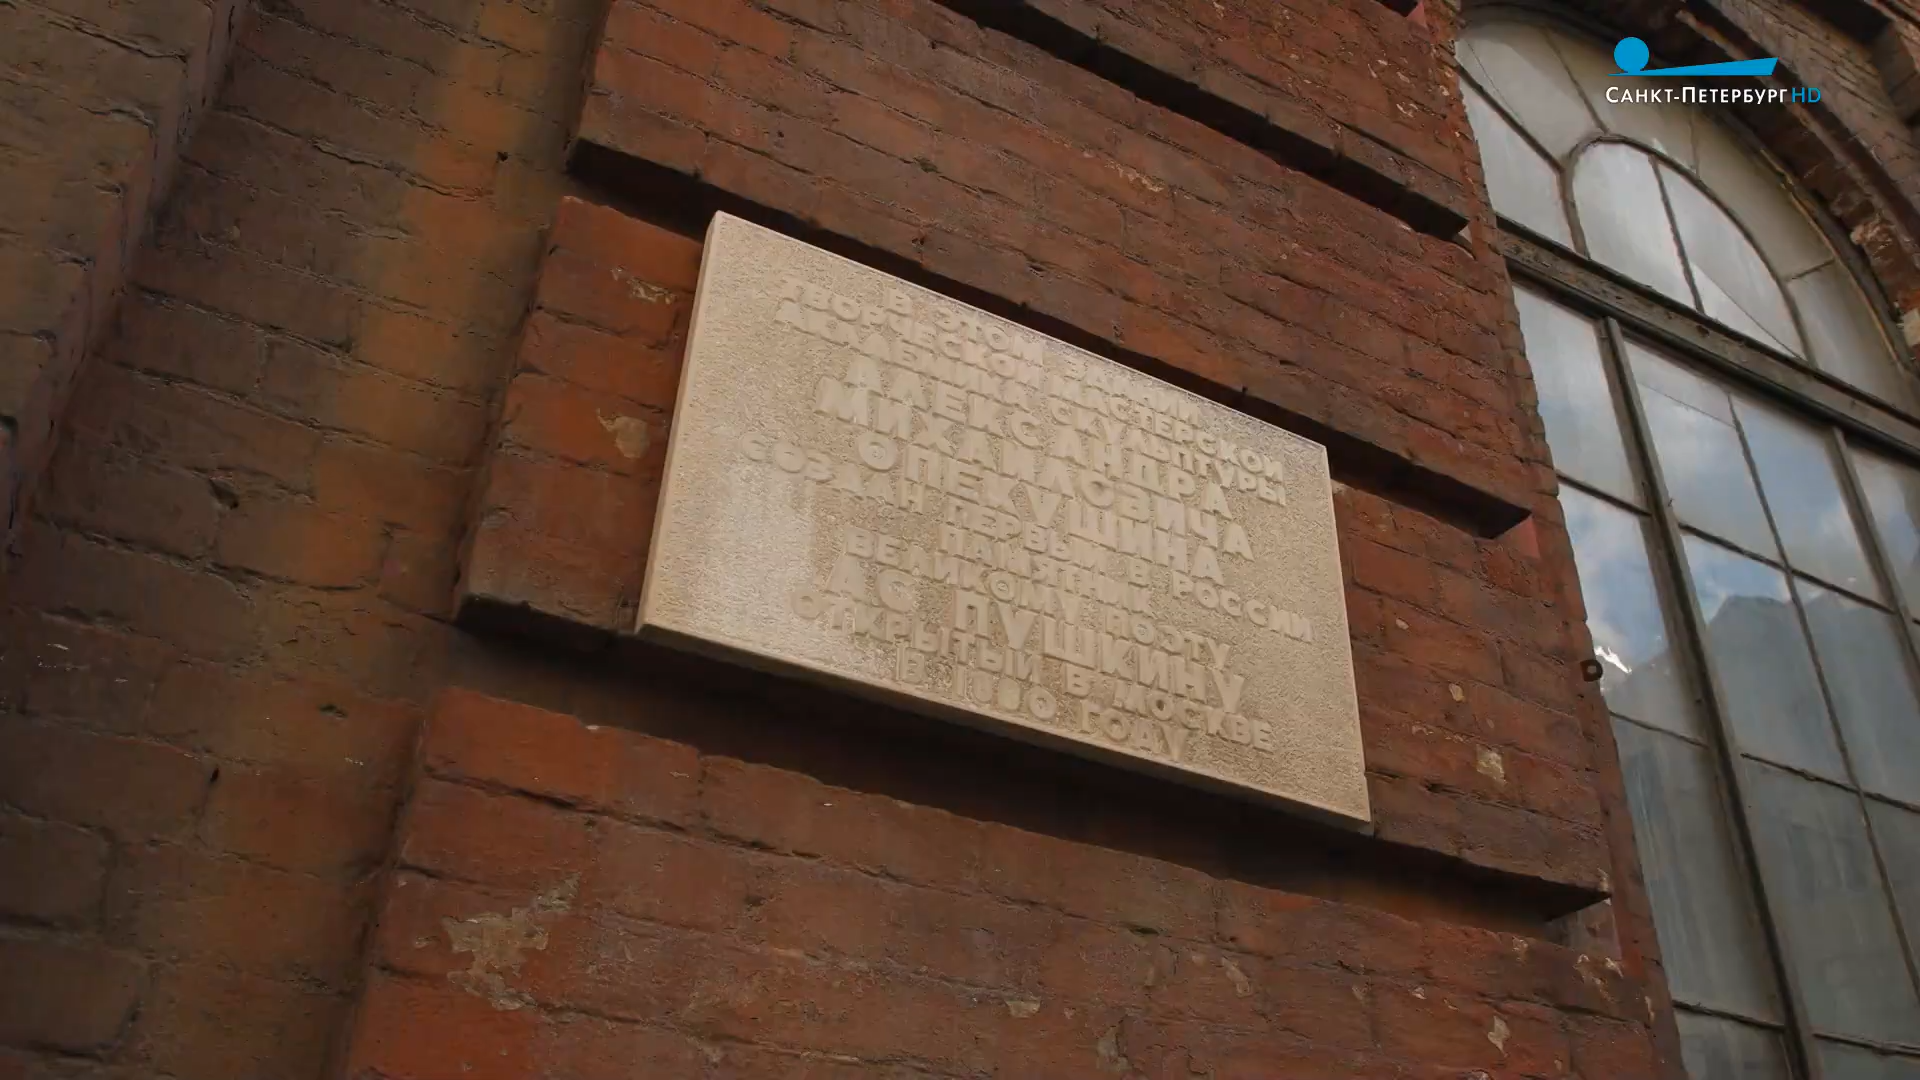 Санкт-Петербург HD
В ЭТОМ ЗДАНИИ
ТВОРЧЕСКОЙ МАСТЕРСКОЙ
АКАДЕМИКА СКУЛЬПТУРЫ
АЛЕКСАНДРА
МИХАЙЛОВИЧА
ОПЕКУШИНА
СОЗДАН ПЕРВЫЙ В РОССИИ
ПАМЯТНИК
ВЕЛИКОМУ ПОЭТУ
А С ПУШКИНУ
ОТКРЫТЫЙ В МОСКВЕ
В 1880 ГОДУ